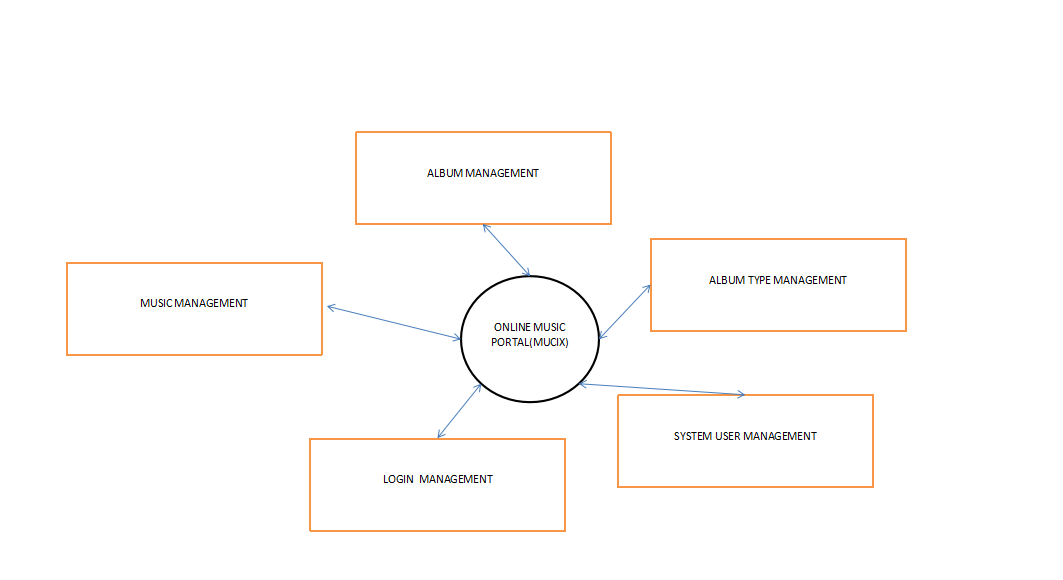 ALBUM MANAGEMENT
ALBUM TYPE MANAGEMENT
MUSIC MANAGEMENT
ONLINE MUSIC
PORTAL(MUCIX)
SYSTEM USER MANAGEMENT
LOGIN  MANAGEMENT